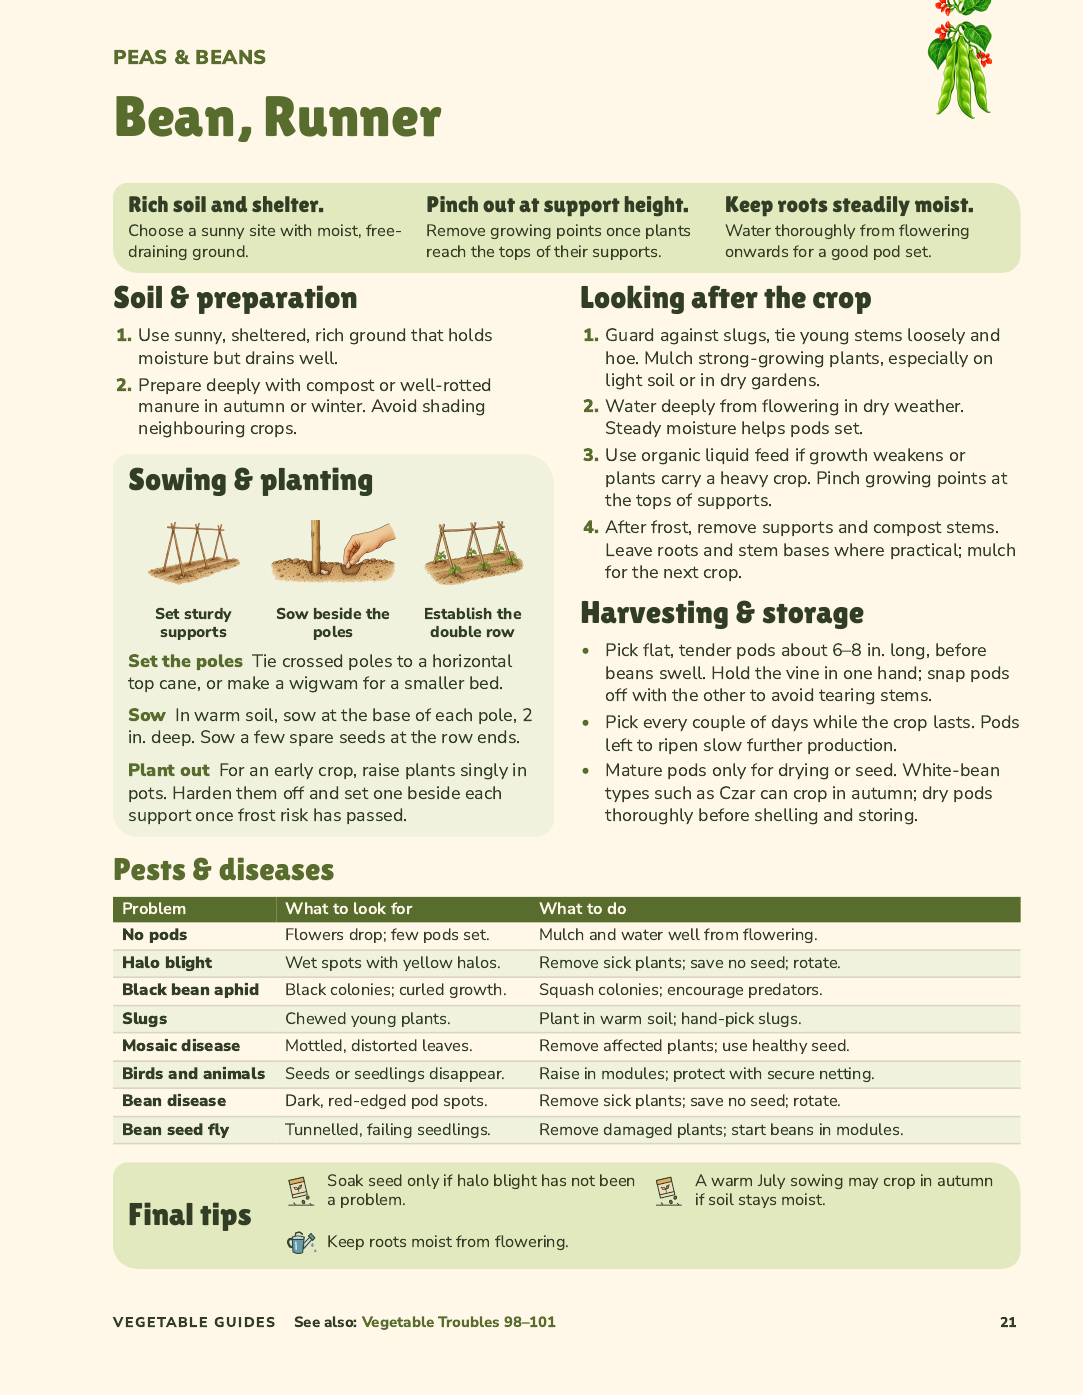 PEAS & BEANS
Bean, Runner
Rich soil and shelter.
Choose a sunny site with moist, free-
draining ground.
Pinch out at support height.
Remove growing points once plants
reach the tops of their supports.
Keep roots steadily moist.
Water thoroughly from flowering
onwards for a good pod set.
Soil & preparation
1. Use sunny, sheltered, rich ground that holds
moisture but drains well.
2. Prepare deeply with compost or well-rotted
manure in autumn or winter. Avoid shading
neighbouring crops.
Sowing & planting
Set sturdy
supports
Sow beside the
poles
Establish the
double row
Set the poles Tie crossed poles to a horizontal
top cane, or make a wigwam for a smaller bed.
Sow In warm soil, sow at the base of each pole, 2
in. deep. Sow a few spare seeds at the row ends.
Plant out For an early crop, raise plants singly in
pots. Harden them off and set one beside each
support once frost risk has passed.
Looking after the crop
1. Guard against slugs, tie young stems loosely and
hoe. Mulch strong-growing plants, especially on
light soil or in dry gardens.
2. Water deeply from flowering in dry weather.
Steady moisture helps pods set.
3. Use organic liquid feed if growth weakens or
plants carry a heavy crop. Pinch growing points at
the tops of supports.
4. After frost, remove supports and compost stems.
Leave roots and stem bases where practical; mulch
for the next crop.
Harvesting & storage
• Pick flat, tender pods about 6–8 in. long, before
beans swell. Hold the vine in one hand; snap pods
off with the other to avoid tearing stems.
• Pick every couple of days while the crop lasts. Pods
left to ripen slow further production.
• Mature pods only for drying or seed. White-bean
types such as Czar can crop in autumn; dry pods
thoroughly before shelling and storing.
Pests & diseases
Problem What to look for What to do
No pods Flowers drop; few pods set. Mulch and water well from flowering.
Halo blight Wet spots with yellow halos. Remove sick plants; save no seed; rotate.
Black bean aphid Black colonies; curled growth. Squash colonies; encourage predators.
Slugs Chewed young plants. Plant in warm soil; hand-pick slugs.
Mosaic disease Mottled, distorted leaves. Remove affected plants; use healthy seed.
Birds and animals Seeds or seedlings disappear. Raise in modules; protect with secure netting.
Bean disease Dark, red-edged pod spots. Remove sick plants; save no seed; rotate.
Bean seed fly Tunnelled, failing seedlings. Remove damaged plants; start beans in modules.
Final tips
Soak seed only if halo blight has not been
a problem.
A warm July sowing may crop in autumn
if soil stays moist.
Keep roots moist from flowering.
VEGETABLE GUIDES See also: Vegetable Troubles 98–101 21